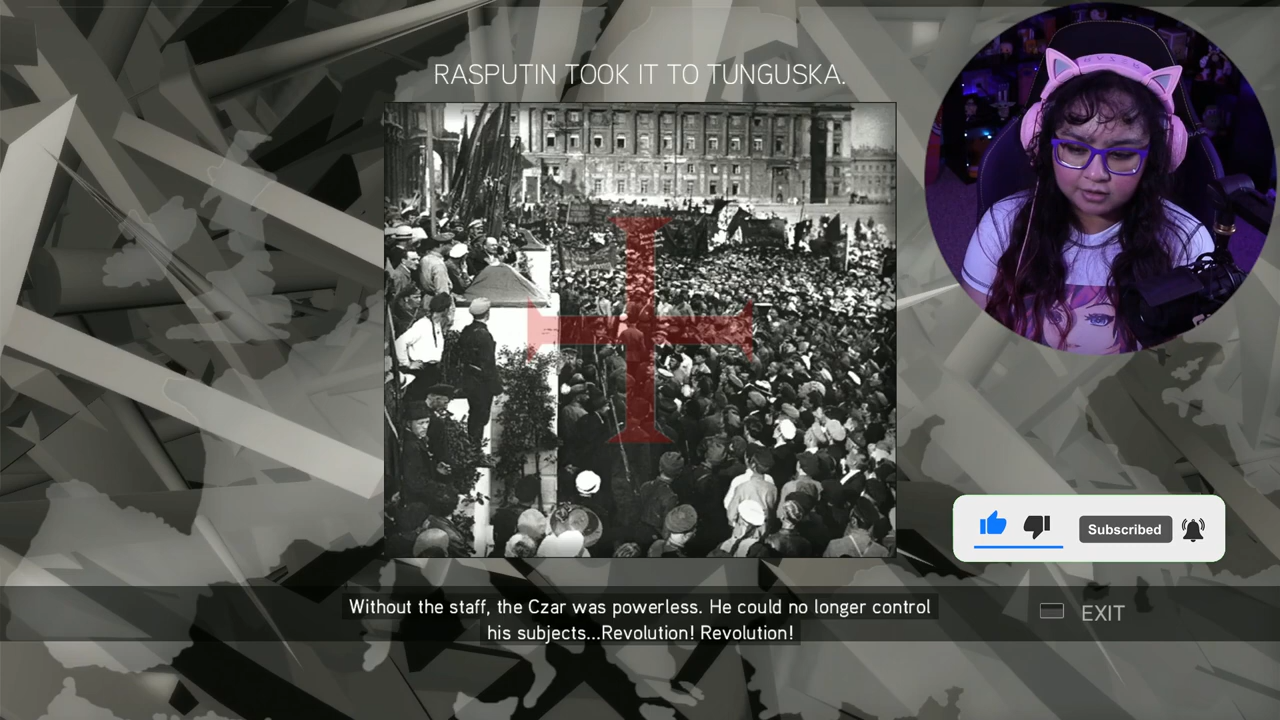 RASPUTIN TOOK IT TO TUNGUSKA.
Subscribed
Without the staff, the Czar was powerless. He could no longer control
his subjects...Revolution! Revolution!
EXIT